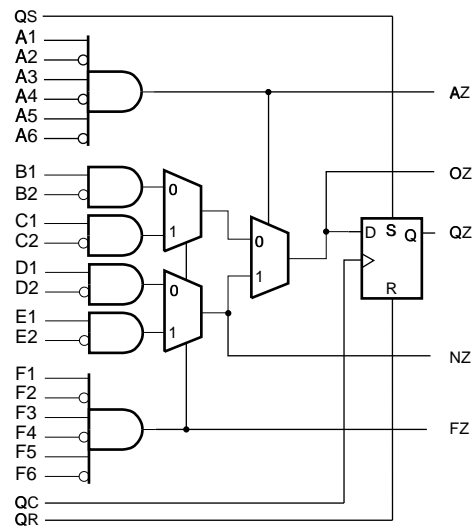 QS
A1
A2
A3
A4
A5
A6
AZ
B1
B2
0
OZ
C1
C2
1
0
D S Q
QZ
D1
D2
0
1
R
E1
E2
1
NZ
F1
F2
F3
F4
F5
F6
FZ
QC
QR